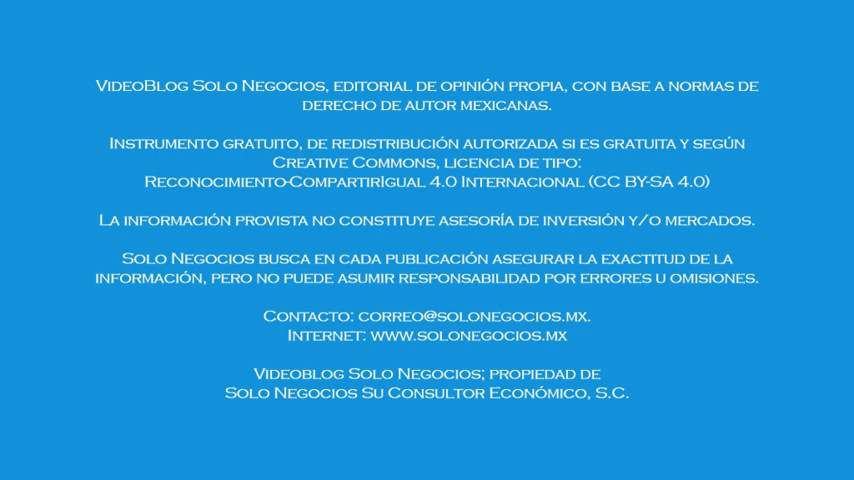 VideoBlog Solo Negocios, editorial de opinión propia, con base a normas de
derecho de autor mexicanas.
Instrumento gratuito, de redistribución autorizada si es gratuita y según
Creative Commons, licencia de tipo:
Reconocimiento-CompartirIgual 4.0 Internacional (CC BY-SA 4.0)
La información provista no constituye asesoría de inversión y/o mercados.
Solo Negocios busca en cada publicación asegurar la exactitud de la
información, pero no puede asumir responsabilidad por errores u omisiones.
Contacto: correo@solonegocios.mx.
Internet: www.solonegocios.mx
Videoblog Solo Negocios; propiedad de
Solo Negocios Su Consultor Económico, S.C.